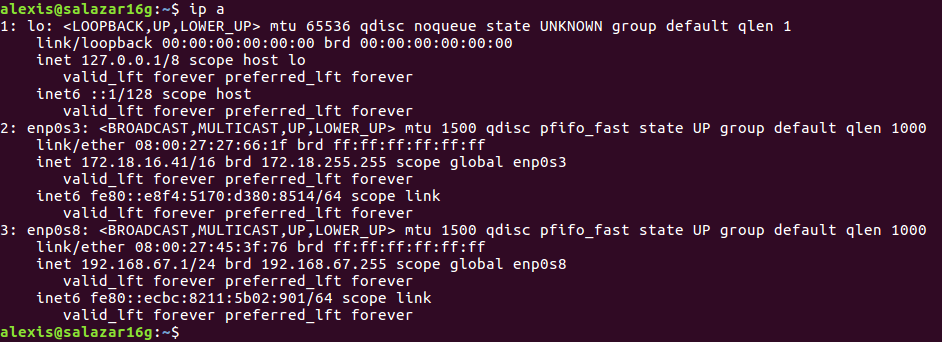 alexis@salazar16g:~$ ip a
1: lo: <LOOPBACK,UP,LOWER_UP> mtu 65536 qdisc noqueue state UNKNOWN group default qlen 1
    link/loopback 00:00:00:00:00:00 brd 00:00:00:00:00:00
    inet 127.0.0.1/8 scope host lo
       valid_lft forever preferred_lft forever
    inet6 ::1/128 scope host
       valid_lft forever preferred_lft forever
2: enp0s3: <BROADCAST,MULTICAST,UP,LOWER_UP> mtu 1500 qdisc pfifo_fast state UP group default qlen 1000
    link/ether 08:00:27:27:66:1f brd ff:ff:ff:ff:ff:ff
    inet 172.18.16.41/16 brd 172.18.255.255 scope global enp0s3
       valid_lft forever preferred_lft forever
    inet6 fe80::e8f4:5170:d380:8514/64 scope link
       valid_lft forever preferred_lft forever
3: enp0s8: <BROADCAST,MULTICAST,UP,LOWER_UP> mtu 1500 qdisc pfifo_fast state UP group default qlen 1000
    link/ether 08:00:27:45:3f:76 brd ff:ff:ff:ff:ff:ff
    inet 192.168.67.1/24 brd 192.168.67.255 scope global enp0s8
       valid_lft forever preferred_lft forever
    inet6 fe80::ecbc:8211:5b02:901/64 scope link
       valid_lft forever preferred_lft forever
alexis@salazar16g:~$